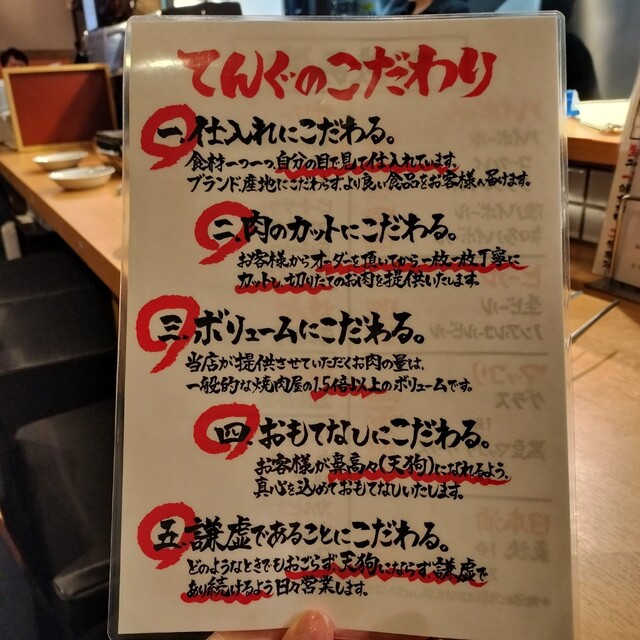 てんぐのこだわり
一.仕入れにこだわる。
食材一つ一つ、自分の目で見て仕入れています。
ブランド、産地にこだわらずより良い食品をお客様へ届けます。
二.肉のカットにこだわる。
お客様からオーダーを頂いてから一枚一枚丁寧に
カットし、切りたてのお肉を提供いたします。
三.ボリュームにこだわる。
当店が提供させていただくお肉の量は、
一般的な焼肉屋の1.5倍以上のボリュームです。
四.おもてなしにこだわる。
お客様が鼻高々(天狗)になれるよう、
真心を込めておもてなしいたします。
五.謙虚であることにこだわる。
どのようなときでもおごらず天狗にならず謙虚で
あり続けるよう日々営業します。